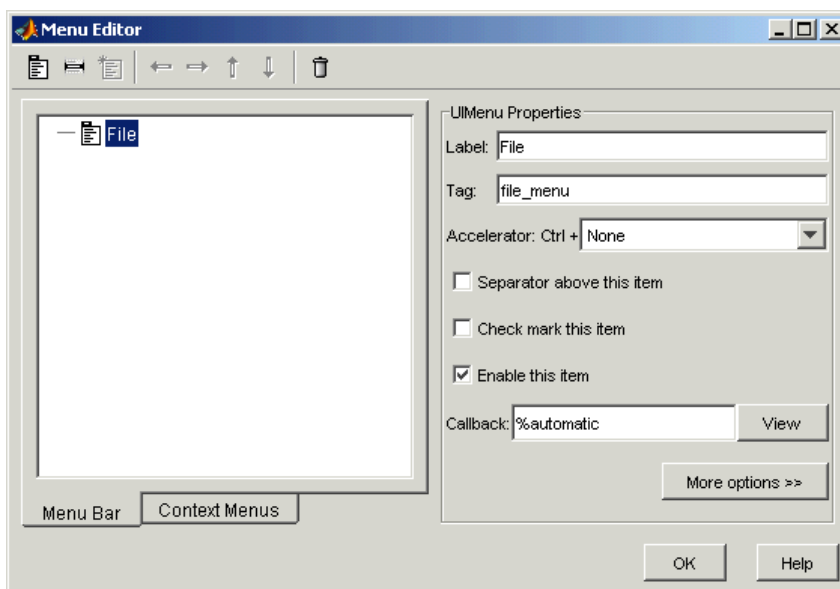 Menu Editor
File
UIMenu Properties
Label: File
Tag: file_menu
Accelerator: Ctrl + None
Separator above this item
Check mark this item
Enable this item
Callback: %automatic View
More options >>
Menu Bar Context Menus
OK Help